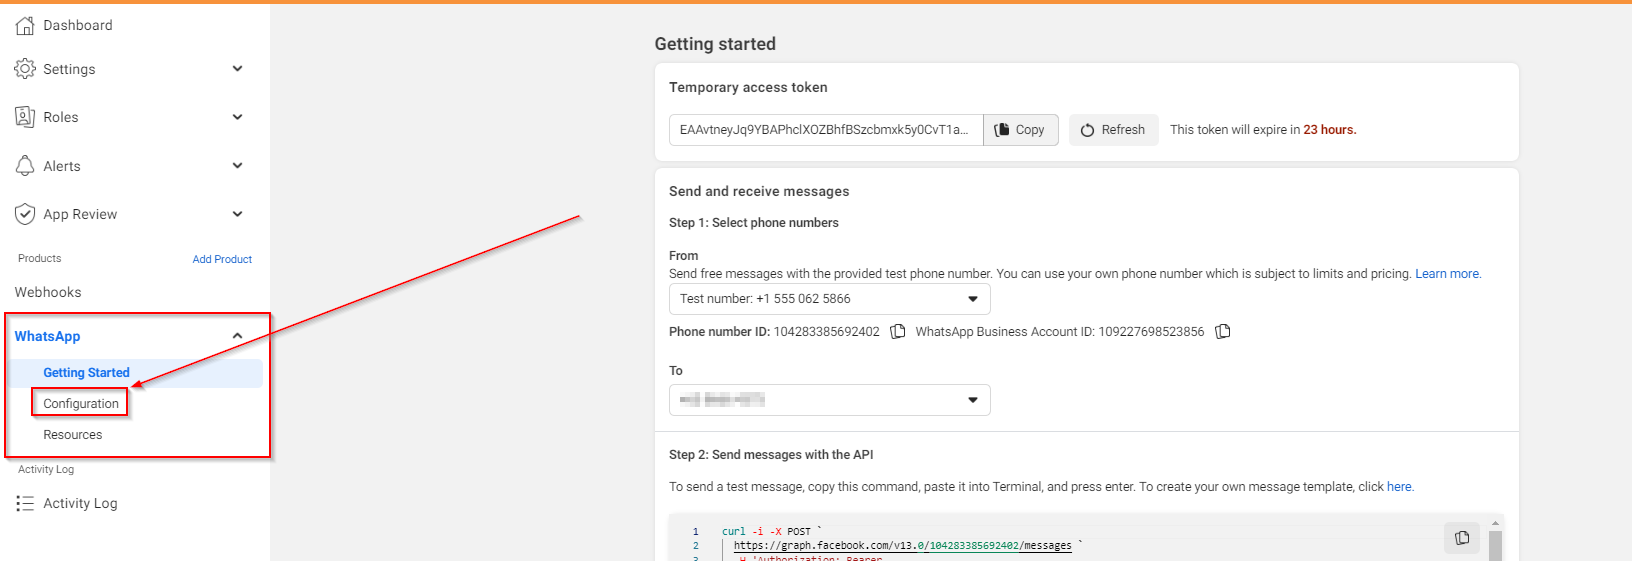 Dashboard
Settings
Roles
Alerts
App Review
Products Add Product
Webhooks
WhatsApp
Getting Started
Configuration
Resources
Activity Log
Activity Log
Getting started
Temporary access token
EAAvtneyJq9YBAPhclXOZBhfBSzcbmxk5y0CvT1a... Copy Refresh This token will expire in 23 hours.
Send and receive messages
Step 1: Select phone numbers
From
Send free messages with the provided test phone number. You can use your own phone number which is subject to limits and pricing. Learn more.
Test number: +1 555 062 5866
Phone number ID: 104283385692402 WhatsApp Business Account ID: 109227698523856
To
Step 2: Send messages with the API
To send a test message, copy this command, paste it into Terminal, and press enter. To create your own message template, click here.
1 curl -i -X POST `
2 https://graph.facebook.com/v13.0/104283385692402/messages `
3 -H 'Authorization: Bearer